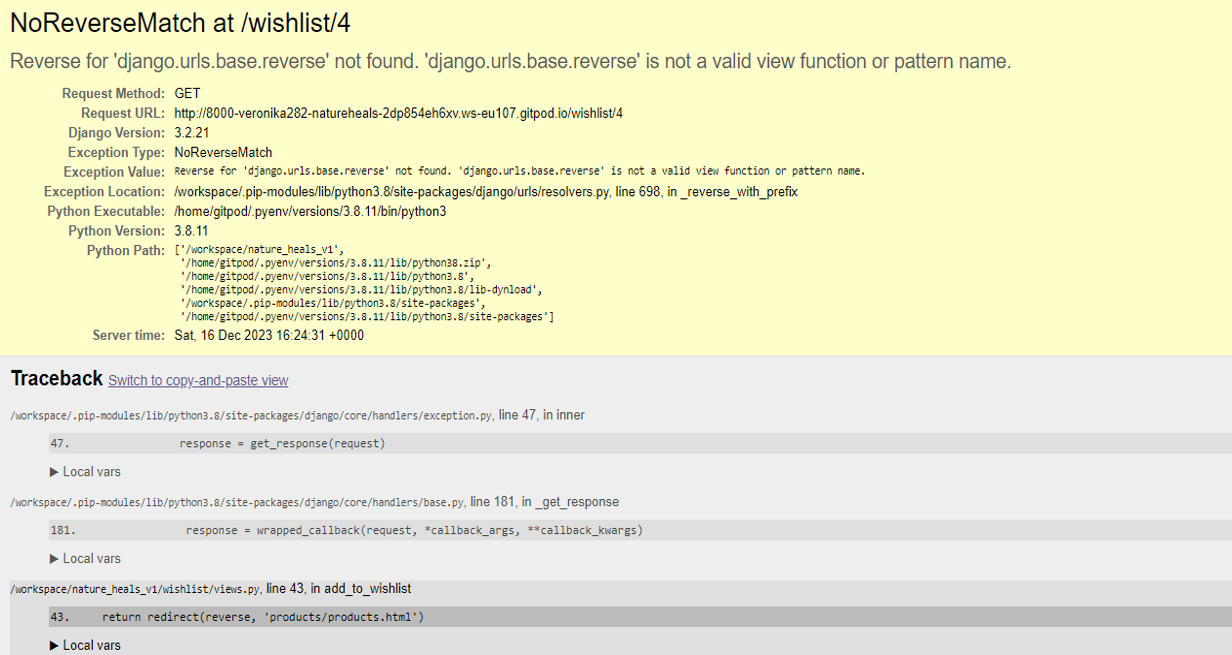 NoReverseMatch at /wishlist/4
Reverse for 'django.urls.base.reverse' not found. 'django.urls.base.reverse' is not a valid view function or pattern name.
Request Method: GET
Request URL: http://8000-veronika282-natureheals-2dp854eh6xv.ws-eu107.gitpod.io/wishlist/4
Django Version: 3.2.21
Exception Type: NoReverseMatch
Exception Value: Reverse for 'django.urls.base.reverse' not found. 'django.urls.base.reverse' is not a valid view function or pattern name.
Exception Location: /workspace/.pip-modules/lib/python3.8/site-packages/django/urls/resolvers.py, line 698, in _reverse_with_prefix
Python Executable: /home/gitpod/.pyenv/versions/3.8.11/bin/python3
Python Version: 3.8.11
Python Path: ['/workspace/nature_heals_v1',
'/home/gitpod/.pyenv/versions/3.8.11/lib/python38.zip',
'/home/gitpod/.pyenv/versions/3.8.11/lib/python3.8',
'/home/gitpod/.pyenv/versions/3.8.11/lib/python3.8/lib-dynload',
'/workspace/.pip-modules/lib/python3.8/site-packages',
'/home/gitpod/.pyenv/versions/3.8.11/lib/python3.8/site-packages']
Server time: Sat, 16 Dec 2023 16:24:31 +0000
Traceback Switch to copy-and-paste view
/workspace/.pip-modules/lib/python3.8/site-packages/django/core/handlers/exception.py, line 47, in inner
47. response = get_response(request)
▶ Local vars
/workspace/.pip-modules/lib/python3.8/site-packages/django/core/handlers/base.py, line 181, in _get_response
181. response = wrapped_callback(request, *callback_args, **callback_kwargs)
▶ Local vars
/workspace/nature_heals_v1/wishlist/views.py, line 43, in add_to_wishlist
43. return redirect(reverse, 'products/products.html')
▶ Local vars